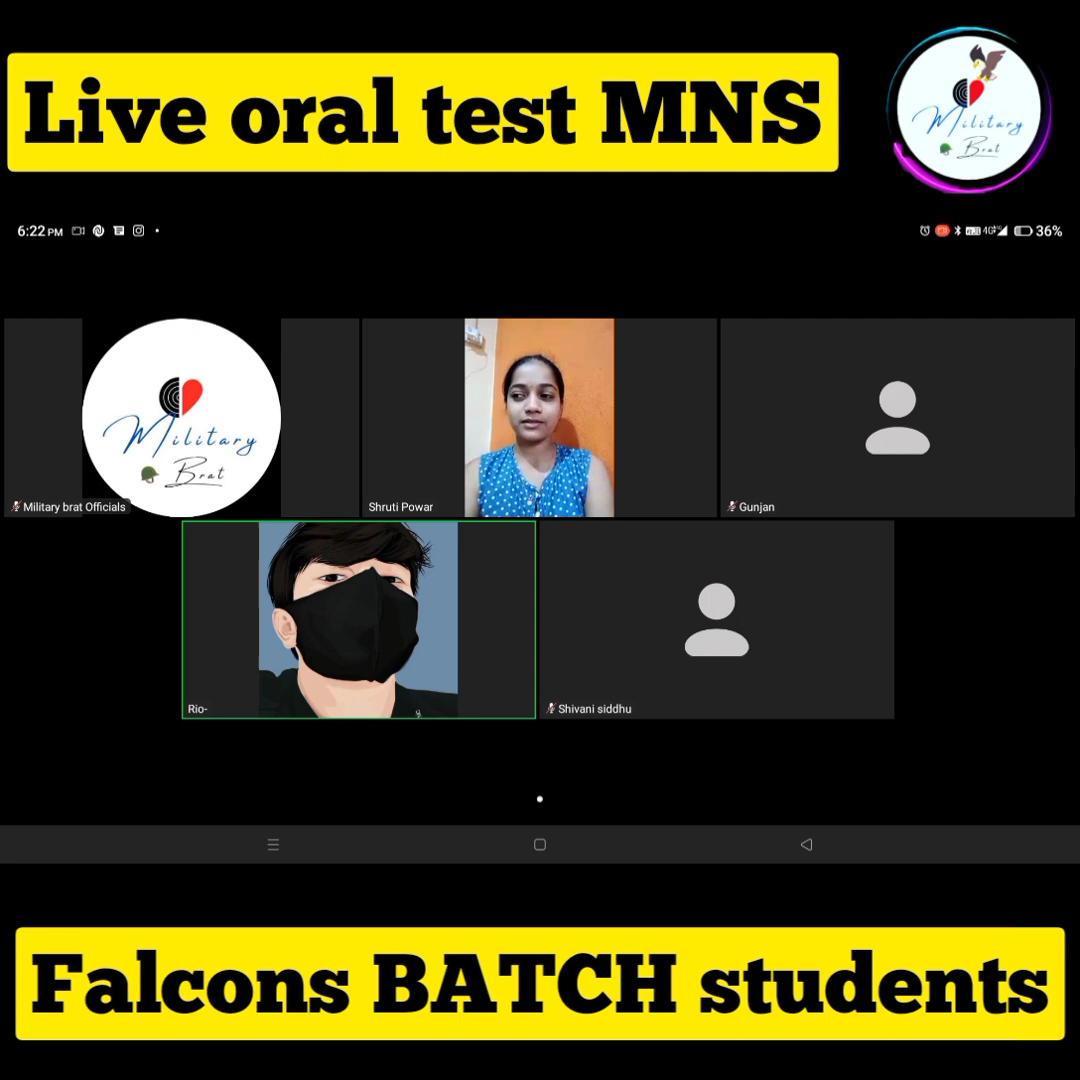 Live oral test MNS
Military
Brat
6:22 PM
4G
36%
Military
Brat
Military brat Officials
Shruti Powar
Gunjan
Rio-
Shivani siddhu
Falcons BATCH students